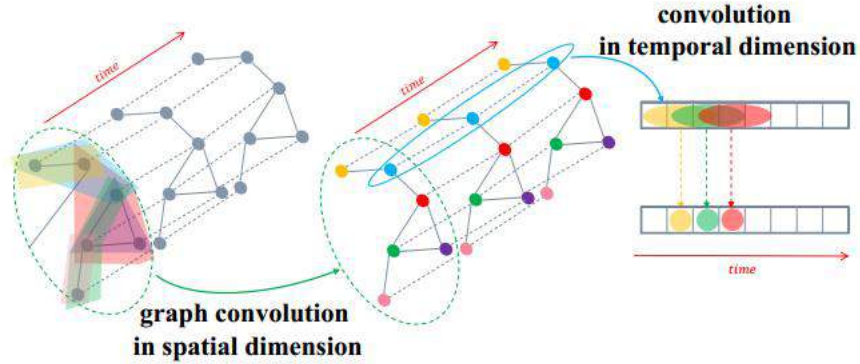 convolution
in temporal dimension
time
time
time
graph convolution
in spatial dimension